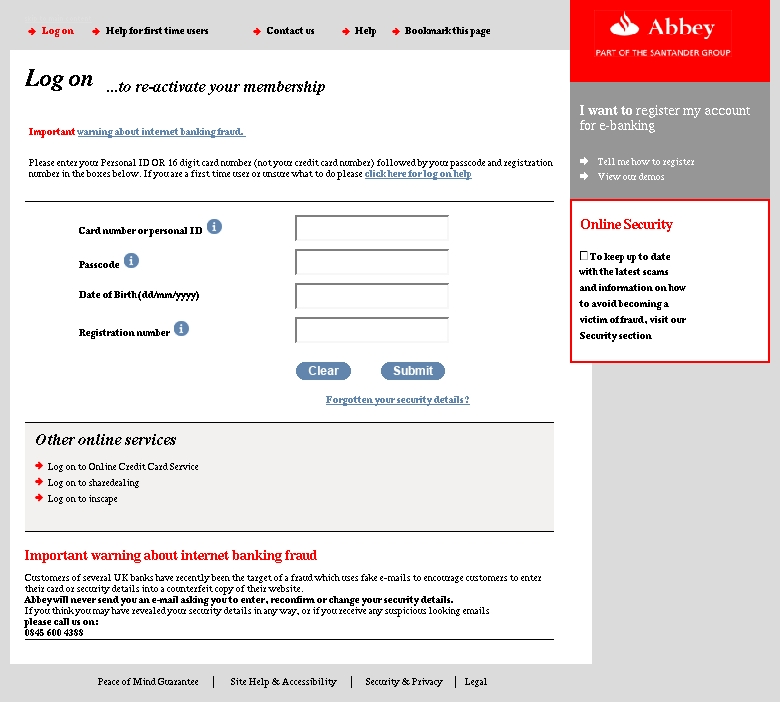 Log on
Help for first time users
Contact us
Help
Bookmark this page
Abbey
PART OF THE SANTANDER GROUP
Log on ...to re-activate your membership
I want to register my account
for e-banking
Tell me how to register
View our demos
Important warning about internet banking fraud.
Please enter your Personal ID OR 16 digit card number (not your credit card number) followed by your passcode and registration
number in the boxes below. If you are a first time user or unsure what to do please click here for log on help
Online Security
To keep up to date
with the latest scams
and information on how
to avoid becoming a
victim of fraud, visit our
Security section
Card number or personal ID i
Passcode i
Date of Birth (dd/mm/yyyy)
Registration number i
Clear
Submit
Forgotten your security details?
Other online services
Log on to Online Credit Card Service
Log on to sharedealing
Log on to inscape
Important warning about internet banking fraud
Customers of several UK banks have recently been the target of a fraud which uses fake e-mails to encourage customers to enter
their card or security details into a counterfeit copy of their website.
Abbey will never send you an e-mail asking you to enter, reconfirm or change your security details.
If you think you may have revealed your security details in any way, or if you receive any suspicious looking emails
please call us on:
0845 600 4388
Peace of Mind Guarantee | Site Help & Accessibility | Security & Privacy | Legal